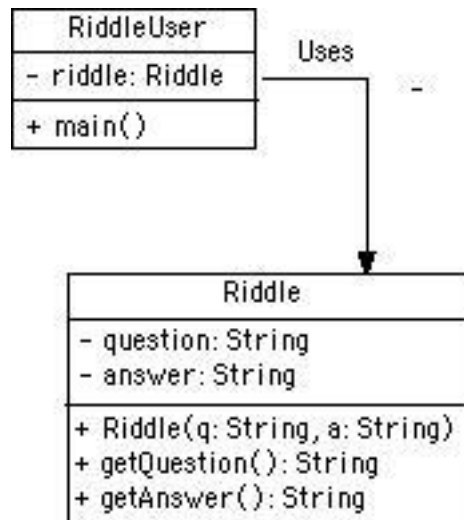 RiddleUser
- riddle: Riddle
+ main()
Uses
Riddle
- question: String
- answer: String
+ Riddle(q: String, a: String)
+ getQuestion(): String
+ getAnswer(): String